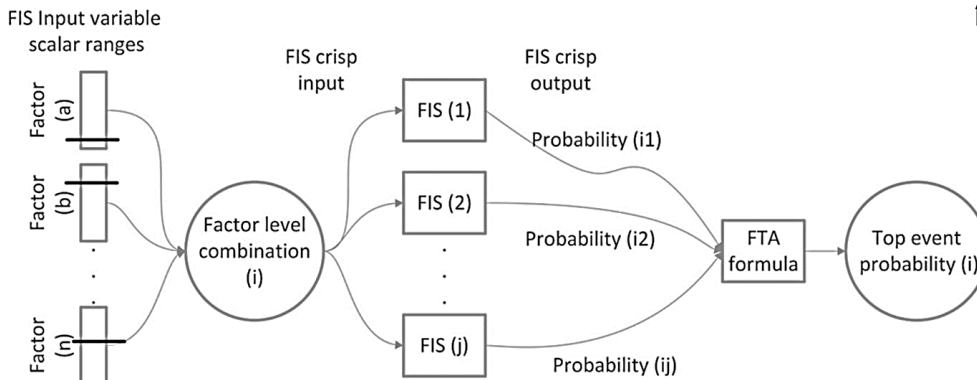 FIS Input variable
scalar ranges
Factor
(a)
Factor
(b)
Factor
(n)
Factor level
combination
(i)
FIS crisp
input
FIS (1)
FIS (2)
FIS (j)
FIS crisp
output
Probability (i1)
Probability (i2)
Probability (ij)
FTA
formula
Top event
probability (i)